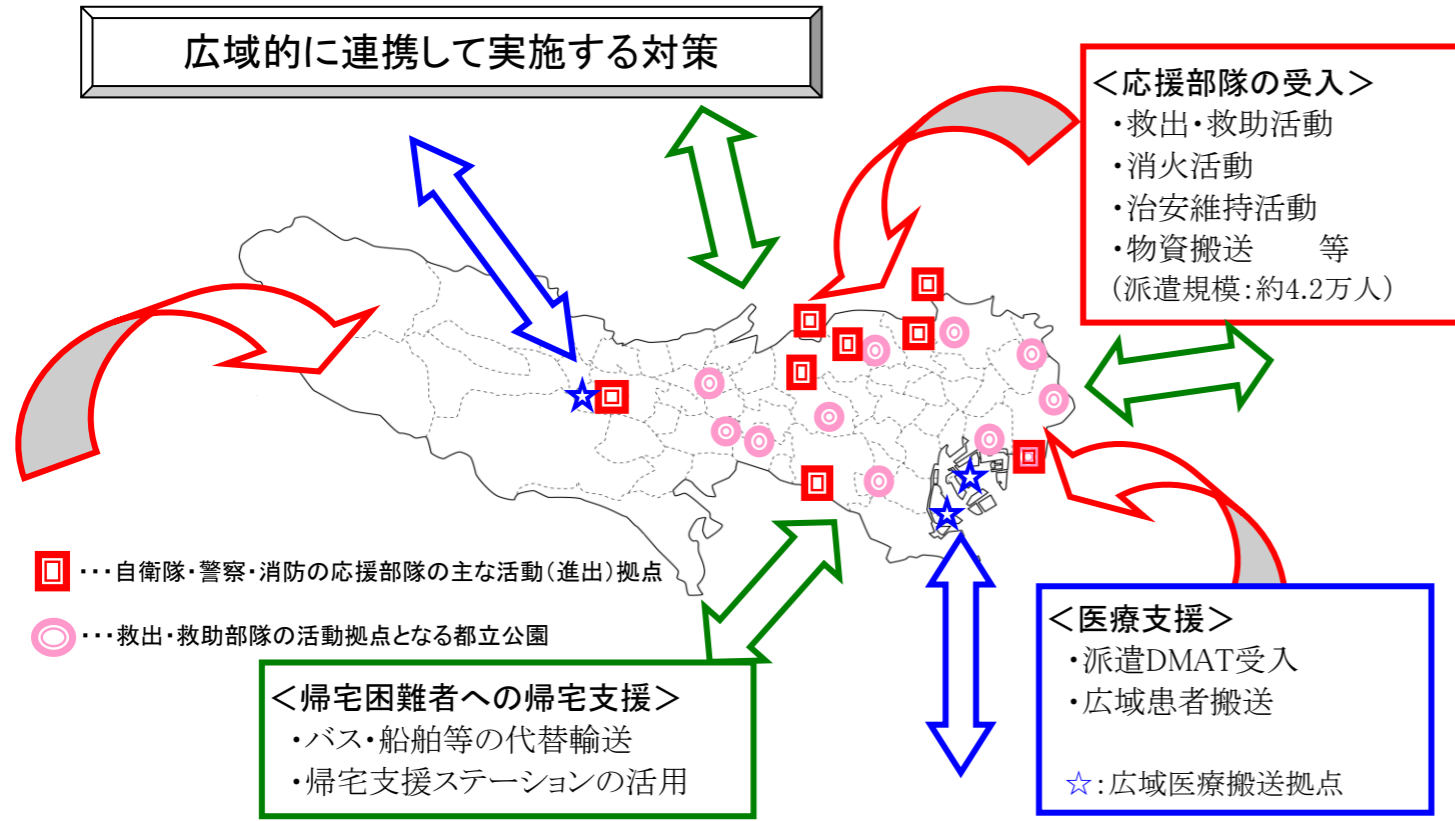 広域的に連携して実施する対策
＜応援部隊の受入＞
・救出・救助活動
・消火活動
・治安維持活動
・物資搬送　　等
（派遣規模：約4.2万人）
・・・自衛隊・警察・消防の応援部隊の主な活動（進出）拠点
・・・救出・救助部隊の活動拠点となる都立公園
＜帰宅困難者への帰宅支援＞
・バス・船舶等の代替輸送
・帰宅支援ステーションの活用
＜医療支援＞
・派遣DMAT受入
・広域患者搬送
☆：広域医療搬送拠点